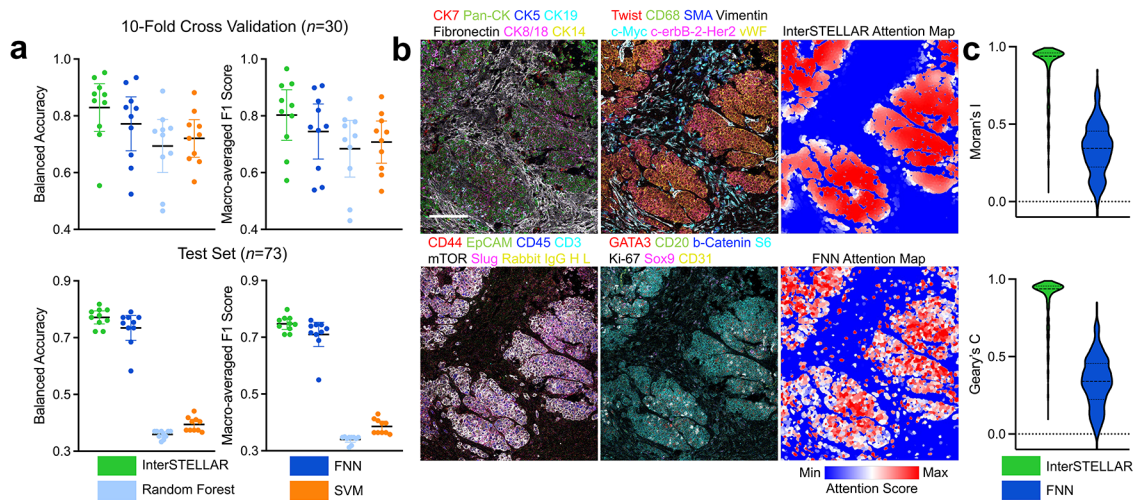 a
10-Fold Cross Validation (n=30)
Balanced Accuracy
1.0
0.8
0.6
0.4
Macro-averaged F1 Score
1.0
0.8
0.6
0.4
Test Set (n=73)
Balanced Accuracy
0.9
0.7
0.5
0.3
Macro-averaged F1 Score
0.9
0.7
0.5
0.3
InterSTELLAR
FNN
Random Forest
SVM
b
CK7 Pan-CK CK5 CK19
Fibronectin CK8/18 CK14
Twist CD68 SMA Vimentin
c-Myc c-erbB-2-Her2 vWF
InterSTELLAR Attention Map
CD44 EpCAM CD45 CD3
mTOR Slug Rabbit IgG H L
GATA3 CD20 b-Catenin S6
Ki-67 Sox9 CD31
FNN Attention Map
Min
Max
Attention Score
c
Moran's I
1.0
0.5
0.0
Geary's C
1.0
0.5
0.0
InterSTELLAR
FNN